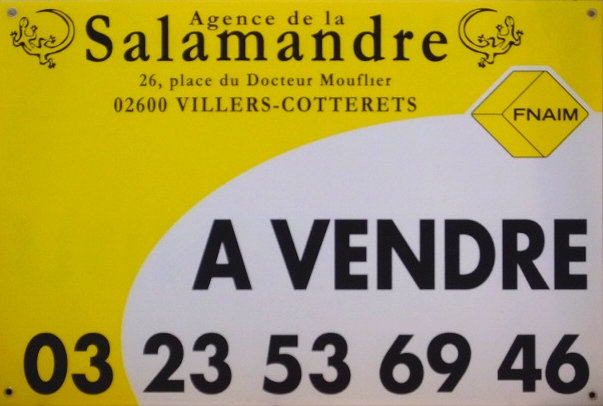 Agence de la
Salamandre
26, place du Docteur Mouflier
02600 VILLERS-COTTERETS
FNAIM
A VENDRE
03 23 53 69 46